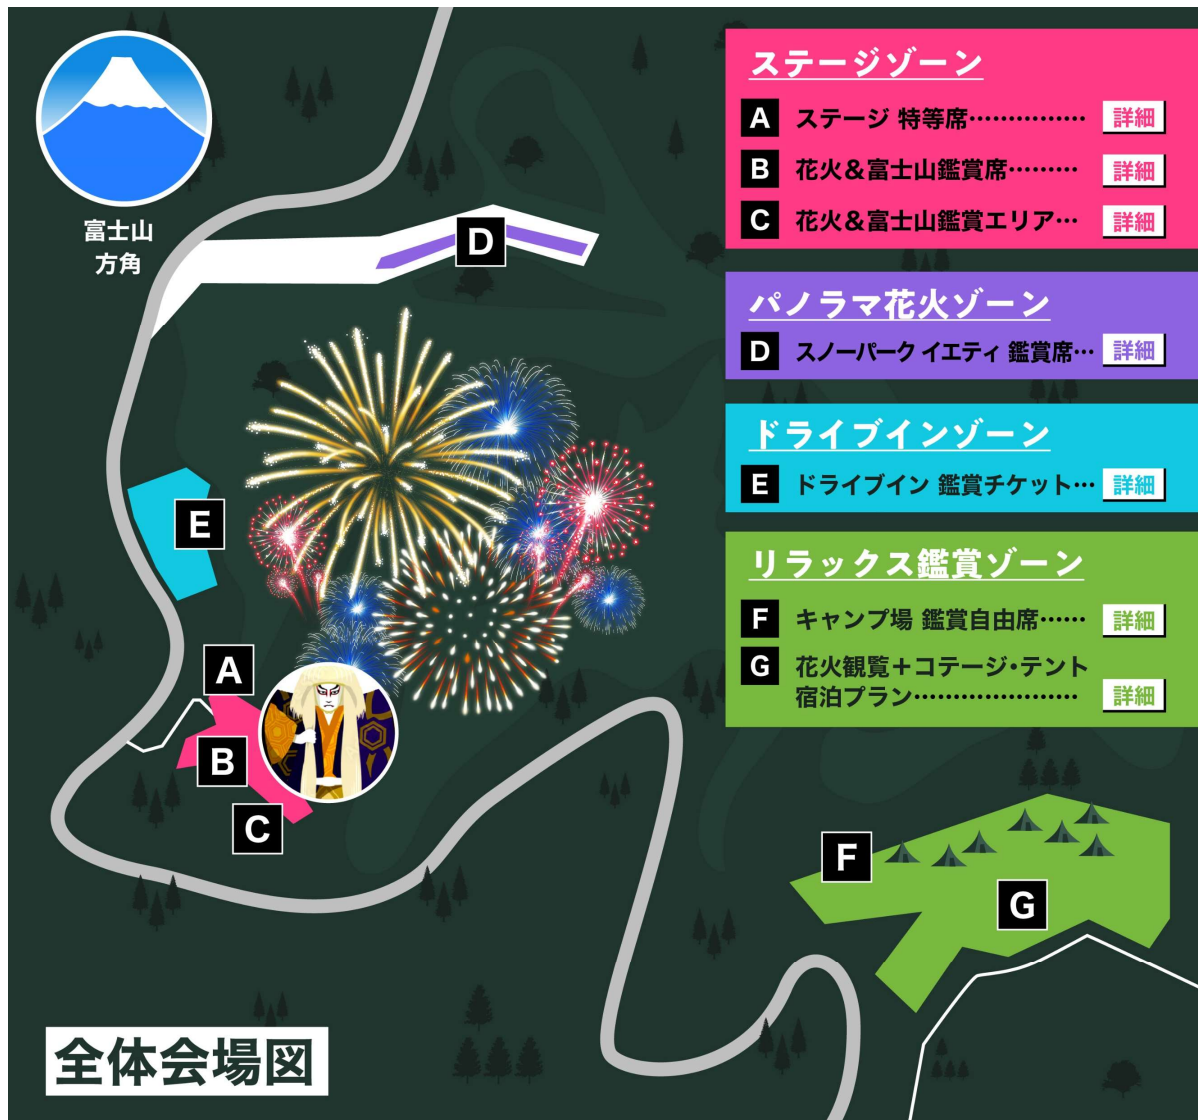 富士山
方角
ステージゾーン
A ステージ 特等席…………… 詳細
B 花火＆富士山鑑賞席……… 詳細
C 花火＆富士山鑑賞エリア… 詳細
パノラマ花火ゾーン
D スノーパーク イエティ 鑑賞席… 詳細
ドライブインゾーン
E ドライブイン 鑑賞チケット… 詳細
リラックス鑑賞ゾーン
F キャンプ場 鑑賞自由席…… 詳細
G 花火観覧＋コテージ・テント
宿泊プラン………………… 詳細
D
E
A
B
C
F
G
全体会場図